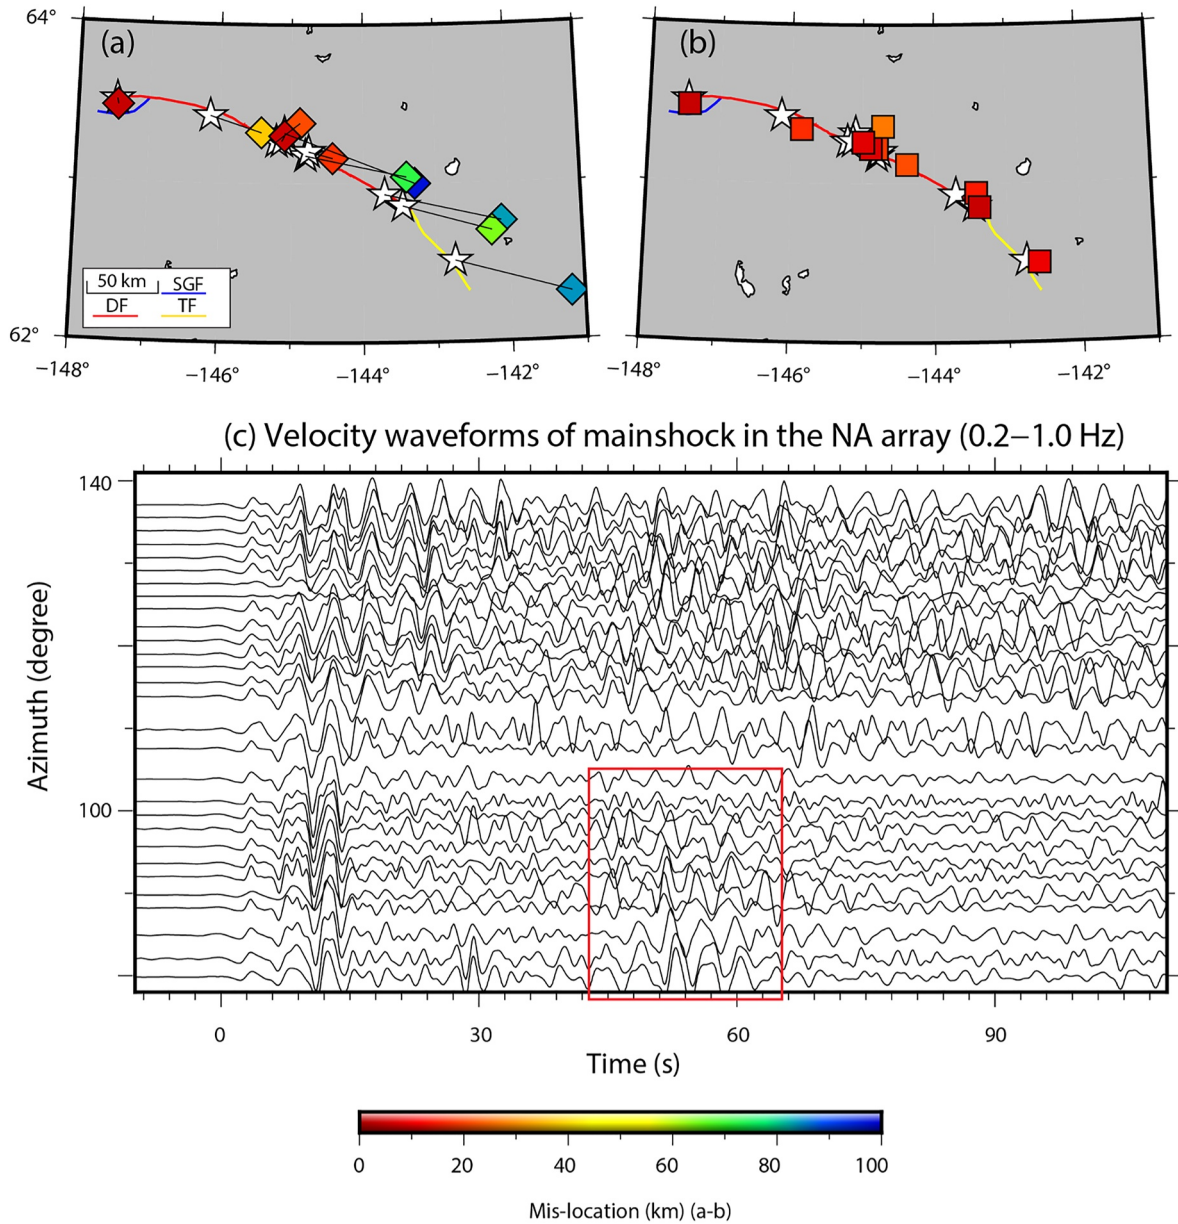 64°
(a)
(b)
50 km
SGF
DF
TF
62°
−148°
−146°
−144°
−142°
−148°
−146°
−144°
−142°
(c) Velocity waveforms of mainshock in the NA array (0.2−1.0 Hz)
140
100
Azimuth (degree)
0
30
60
90
Time (s)
0
20
40
60
80
100
Mis-location (km) (a-b)